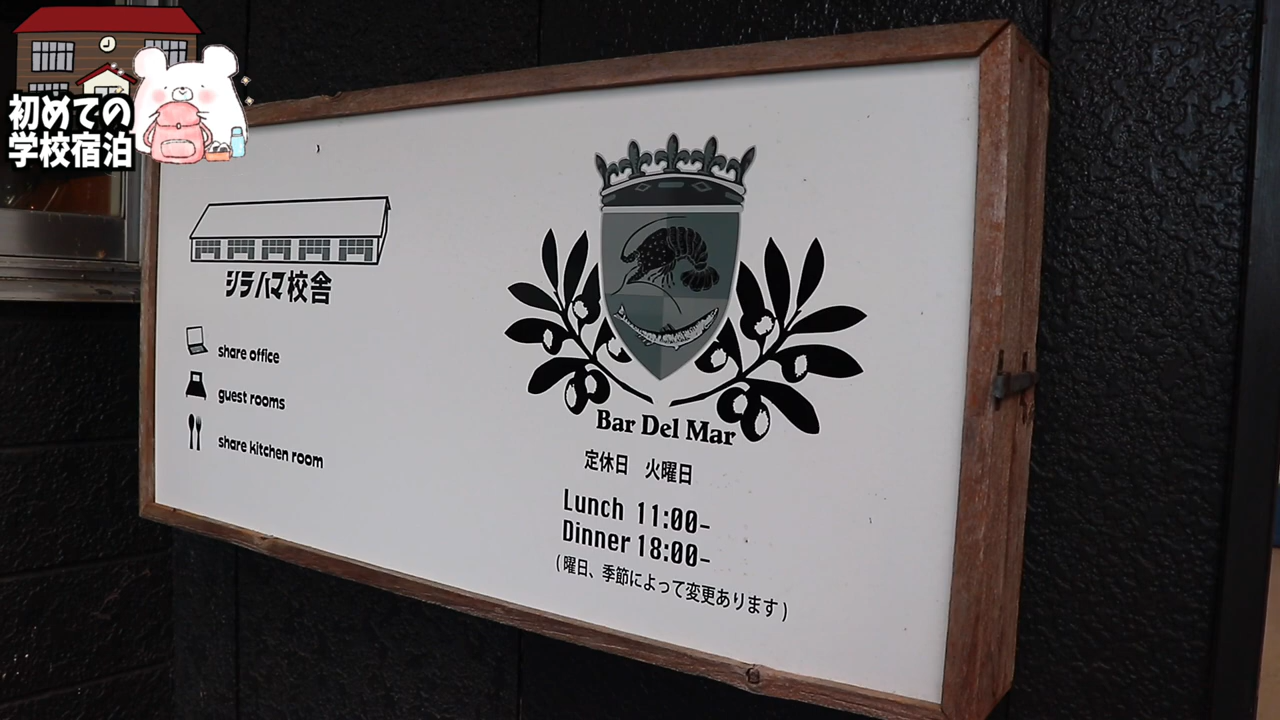 初めての
学校宿泊
シラハマ校舎
share office
guest rooms
share kitchen room
Bar Del Mar
定休日 火曜日
Lunch 11:00-
Dinner 18:00-
(曜日、季節によって変更あります)